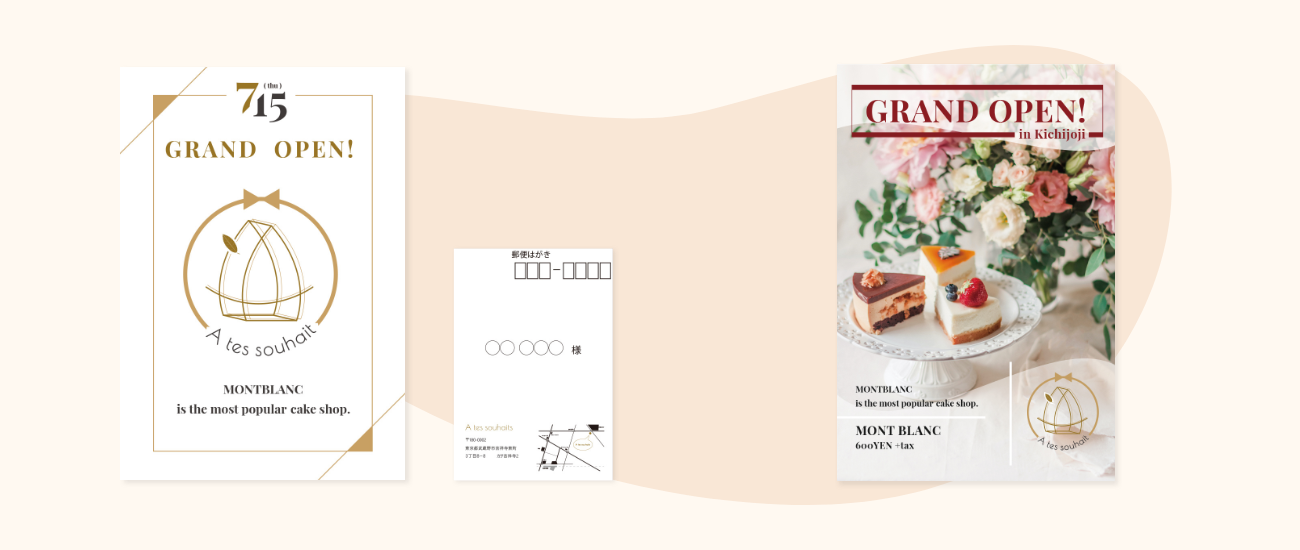 7 (thu)
15
GRAND OPEN!
A tes souhait
MONTBLANC
is the most popular cake shop.
郵便はがき
○○ ○○○ 様
A tes souhaits
GRAND OPEN!
in Kichijoji
MONTBLANC
is the most popular cake shop.
MONT BLANC
600YEN +tax
A tes souhait